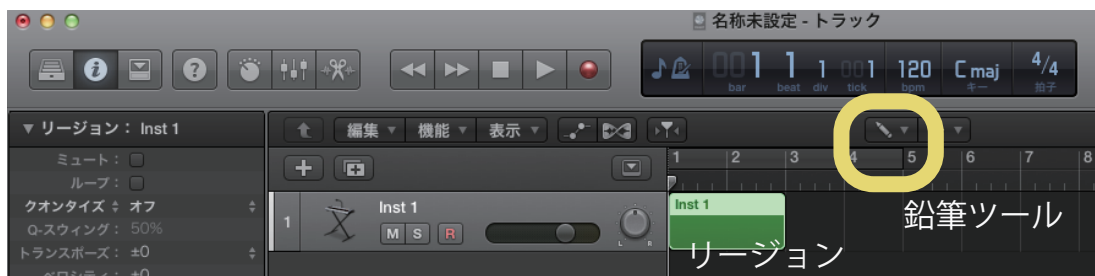 名称未設定 - トラック
001 1 1 001 120 C maj 4/4
bar beat div tick bpm キー 拍子
▼ リージョン： Inst 1
編集 機能 表示
ミュート：
ループ：
クオンタイズ オフ
Q-スウィング： 50%
トランスポーズ： ±0
ベロシティ： ±0
1 2 3 4 5 6 7 8
1
Inst 1
M S R
L R
Inst 1
鉛筆ツール
リージョン